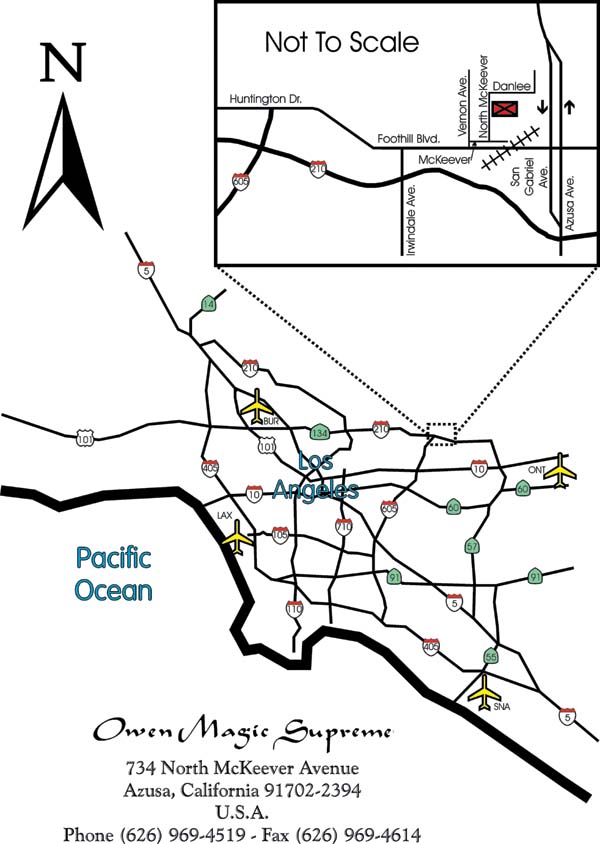 Not To Scale
N
Huntington Dr.
Foothill Blvd.
McKeever
Vernon Ave.
North McKeever
Danlee
San
Gabriel
Ave.
Azusa Ave.
Irwindale Ave.
605
210
5
14
210
BUR
101
134
210
101
405
Los
Angeles
10
ONT
10
60
60
605
LAX
105
710
57
Pacific
Ocean
91
91
5
110
405
55
SNA
5
Owen Magic Supreme
734 North McKeever Avenue
Azusa, California 91702-2394
U.S.A.
Phone (626) 969-4519 - Fax (626) 969-4614